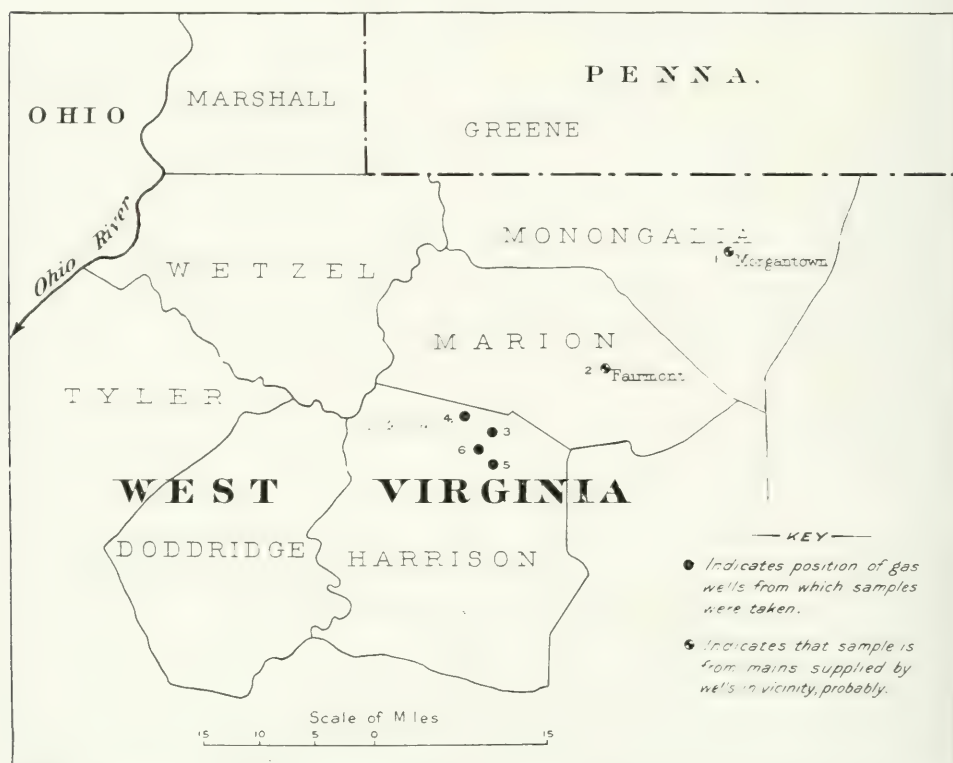 PENNA.
OHIO
MARSHALL
GREENE
Ohio River
MONONGALIA
1 Morgantown
WETZEL
MARION
2 Fairmont
TYLER
4
3
6
5
WEST VIRGINIA
DODDRIDGE
HARRISON
KEY
Indicates position of gas
wells from which samples
were taken.
Indicates that sample is
from mains supplied by
wells in vicinity, probably.
Scale of Miles
15 10 5 0 15